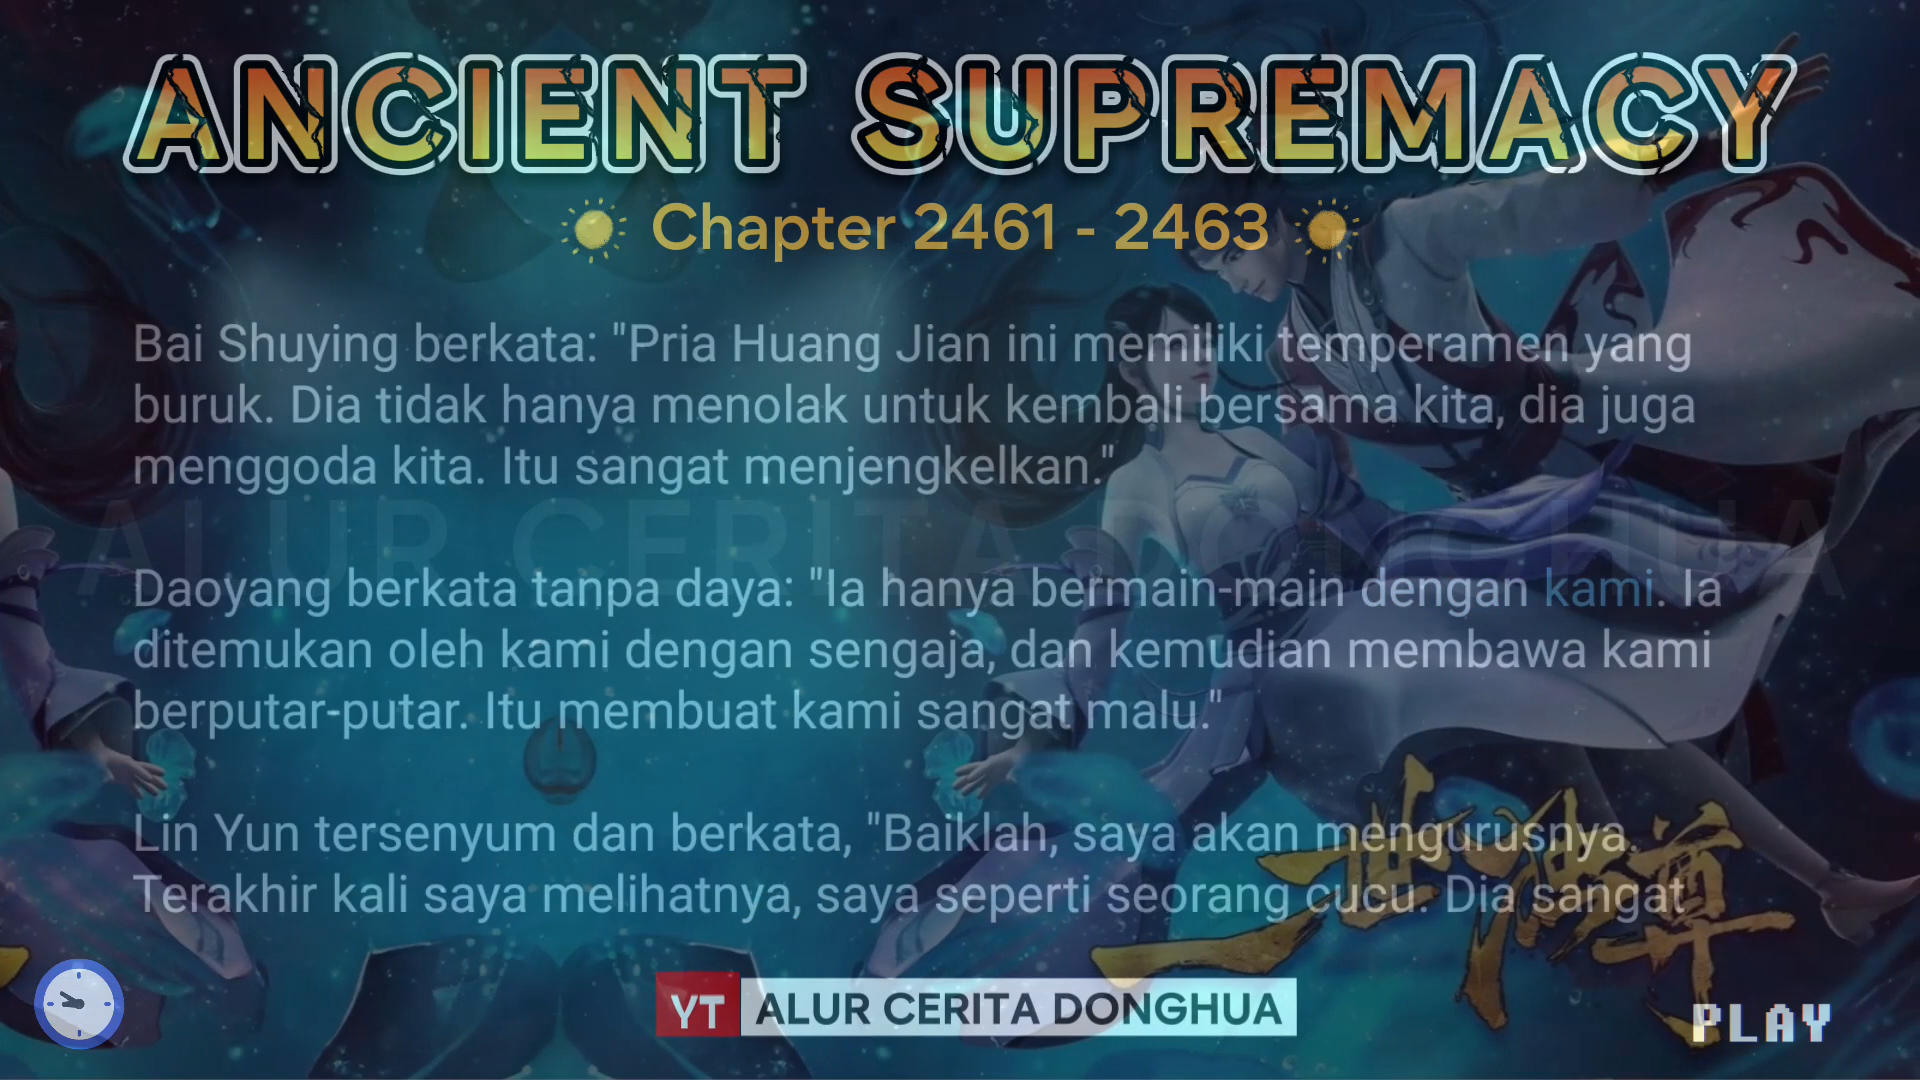 ANCIENT SUPREMACY
Chapter 2461 - 2463
Bai Shuying berkata: "Pria Huang Jian ini memiliki temperamen yang
buruk. Dia tidak hanya menolak untuk kembali bersama kita, dia juga
menggoda kita. Itu sangat menjengkelkan."
ALUR CERITA DONGHUA
Daoyang berkata tanpa daya: "Ia hanya bermain-main dengan kami. Ia
ditemukan oleh kami dengan sengaja, dan kemudian membawa kami
berputar-putar. Itu membuat kami sangat malu."
Lin Yun tersenyum dan berkata, "Baiklah, saya akan mengurusnya.
Terakhir kali saya melihatnya, saya seperti seorang cucu. Dia sangat
一世独尊
YT ALUR CERITA DONGHUA
PLAY